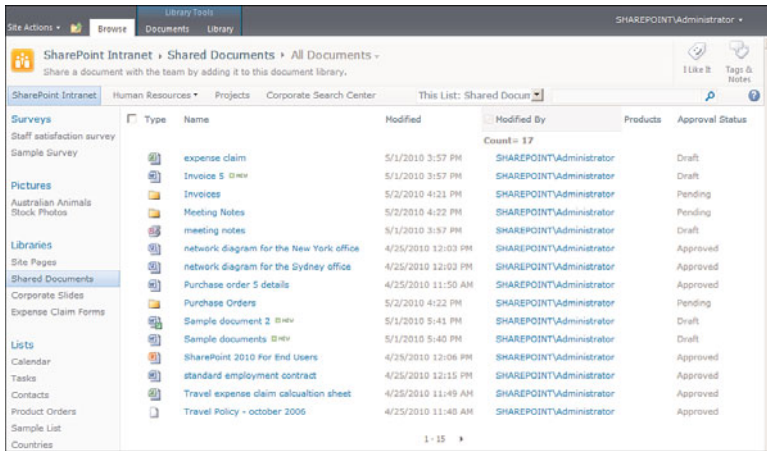 Library Tools
Site Actions Browse Documents Library SHAREPOINT\Administrator
SharePoint Intranet Shared Documents All Documents
Share a document with the team by adding it to this document library.
I Like It Tags & Notes
SharePoint Intranet Human Resources Projects Corporate Search Center This List: Shared Docum
Surveys
Staff satisfaction survey
Sample Survey
Pictures
Australian Animals
Stock Photos
Libraries
Site Pages
Shared Documents
Corporate Slides
Expense Claim Forms
Lists
Calendar
Tasks
Contacts
Product Orders
Sample List
Countries
Type Name Modified Modified By Products Approval Status
Count= 17
expense claim 5/1/2010 3:57 PM SHAREPOINT\Administrator Draft
Invoice 5 NEW 5/1/2010 3:57 PM SHAREPOINT\Administrator Draft
Invoices 5/2/2010 4:21 PM SHAREPOINT\Administrator Pending
Meeting Notes 5/2/2010 4:22 PM SHAREPOINT\Administrator Pending
meeting notes 5/1/2010 3:57 PM SHAREPOINT\Administrator Draft
network diagram for the New York office 4/25/2010 12:03 PM SHAREPOINT\Administrator Approved
network diagram for the Sydney office 4/25/2010 12:03 PM SHAREPOINT\Administrator Approved
Purchase order 5 details 4/25/2010 11:50 AM SHAREPOINT\Administrator Approved
Purchase Orders 5/2/2010 4:22 PM SHAREPOINT\Administrator Pending
Sample document 2 NEW 5/1/2010 5:41 PM SHAREPOINT\Administrator Draft
Sample documents NEW 5/1/2010 5:40 PM SHAREPOINT\Administrator Draft
SharePoint 2010 For End Users 4/25/2010 12:06 PM SHAREPOINT\Administrator Approved
standard employment contract 4/25/2010 12:15 PM SHAREPOINT\Administrator Approved
Travel expense claim calcualtion sheet 4/25/2010 11:49 AM SHAREPOINT\Administrator Approved
Travel Policy - october 2006 4/25/2010 11:48 AM SHAREPOINT\Administrator Approved
1 - 15